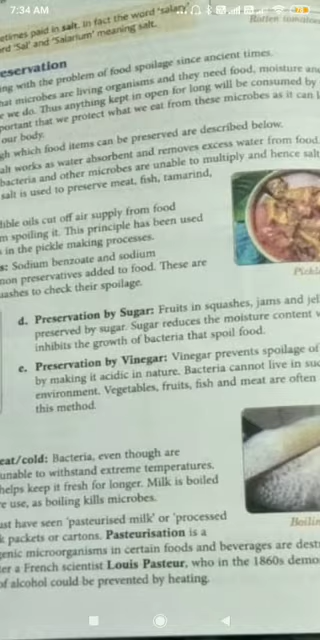 7:34 AM
etimes paid in salt. In fact the word 'salary
rd 'Sal' and 'Salarium' meaning salt.
Rotten tomatoes
eservation
ing with the problem of food spoilage since ancient times.
hat microbes are living organisms and they need food, moisture and
e we do. Thus anything kept in open for long will be consumed by
portant that we protect what we eat from these microbes as it can
our body.
gh which food items can be preserved are described below.
alt works as water absorbent and removes excess water from food.
bacteria and other microbes are unable to multiply and hence salt
salt is used to preserve meat, fish, tamarind,
dible oils cut off air supply from food
m spoiling it. This principle has been used
s in the pickle making processes.
s: Sodium benzoate and sodium
mon preservatives added to food. These are
uashes to check their spoilage.
Pickle
d. Preservation by Sugar: Fruits in squashes, jams and jel
preserved by sugar. Sugar reduces the moisture content
inhibits the growth of bacteria that spoil food.
e. Preservation by Vinegar: Vinegar prevents spoilage of
by making it acidic in nature. Bacteria cannot live in suc
environment. Vegetables, fruits, fish and meat are often
this method.
eat/cold: Bacteria, even though are
unable to withstand extreme temperatures.
helps keep it fresh for longer. Milk is boiled
re use, as boiling kills microbes.
Boilin
ust have seen 'pasteurised milk' or 'processed
k packets or cartons. Pasteurisation is a
genic microorganisms in certain foods and beverages are destr
ter a French scientist Louis Pasteur, who in the 1860s demo
of alcohol could be prevented by heating.